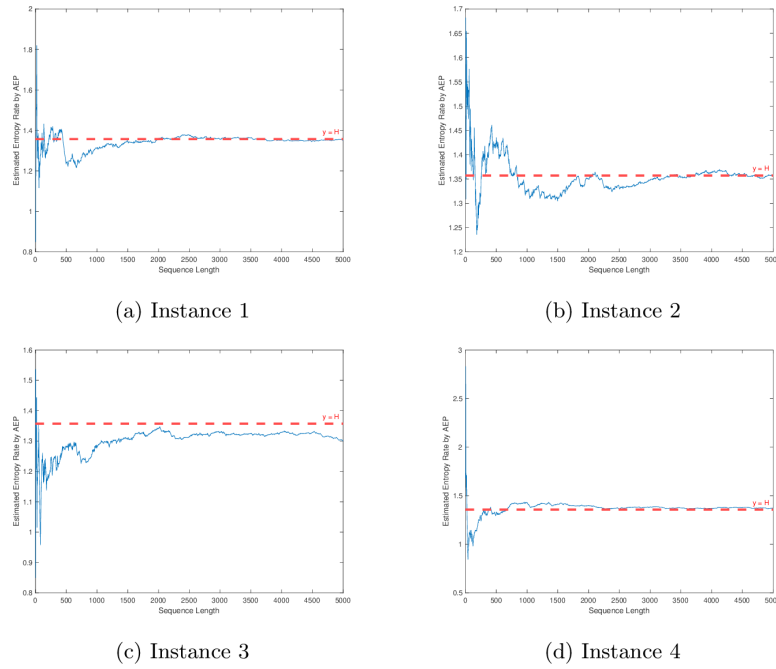 2
1.8
1.6
1.4
1.2
1
0.8
Estimated Entropy Rate by AEP
y = H
0 500 1000 1500 2000 2500 3000 3500 4000 4500 5000
Sequence Length
(a) Instance 1
1.7
1.65
1.6
1.55
1.5
1.45
1.4
1.35
1.3
1.25
1.2
Estimated Entropy Rate by AEP
y = H
0 500 1000 1500 2000 2500 3000 3500 4000 4500 5000
Sequence Length
(b) Instance 2
1.6
1.5
1.4
1.3
1.2
1.1
1
0.9
0.8
Estimated Entropy Rate by AEP
y = H
0 500 1000 1500 2000 2500 3000 3500 4000 4500 5000
Sequence Length
(c) Instance 3
3
2.5
2
1.5
1
0.5
Estimated Entropy Rate by AEP
y = H
0 500 1000 1500 2000 2500 3000 3500 4000 4500 5000
Sequence Length
(d) Instance 4